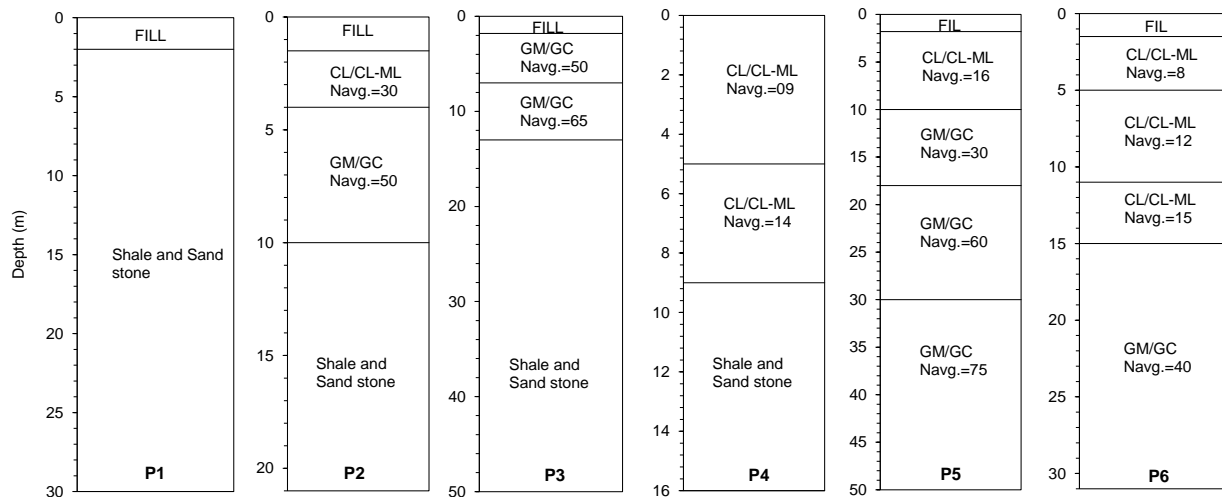 Depth (m)
0
5
10
15
20
25
30
FILL
Shale and Sand
stone
P1
0
5
10
15
20
FILL
CL/CL-ML
Navg.=30
GM/GC
Navg.=50
Shale and
Sand stone
P2
0
10
20
30
40
50
FILL
GM/GC
Navg.=50
GM/GC
Navg.=65
Shale and
Sand stone
P3
0
2
4
6
8
10
12
14
16
CL/CL-ML
Navg.=09
CL/CL-ML
Navg.=14
Shale and
Sand stone
P4
0
5
10
15
20
25
30
35
40
45
50
FIL
CL/CL-ML
Navg.=16
GM/GC
Navg.=30
GM/GC
Navg.=60
GM/GC
Navg.=75
P5
0
5
10
15
20
25
30
FIL
CL/CL-ML
Navg.=8
CL/CL-ML
Navg.=12
CL/CL-ML
Navg.=15
GM/GC
Navg.=40
P6